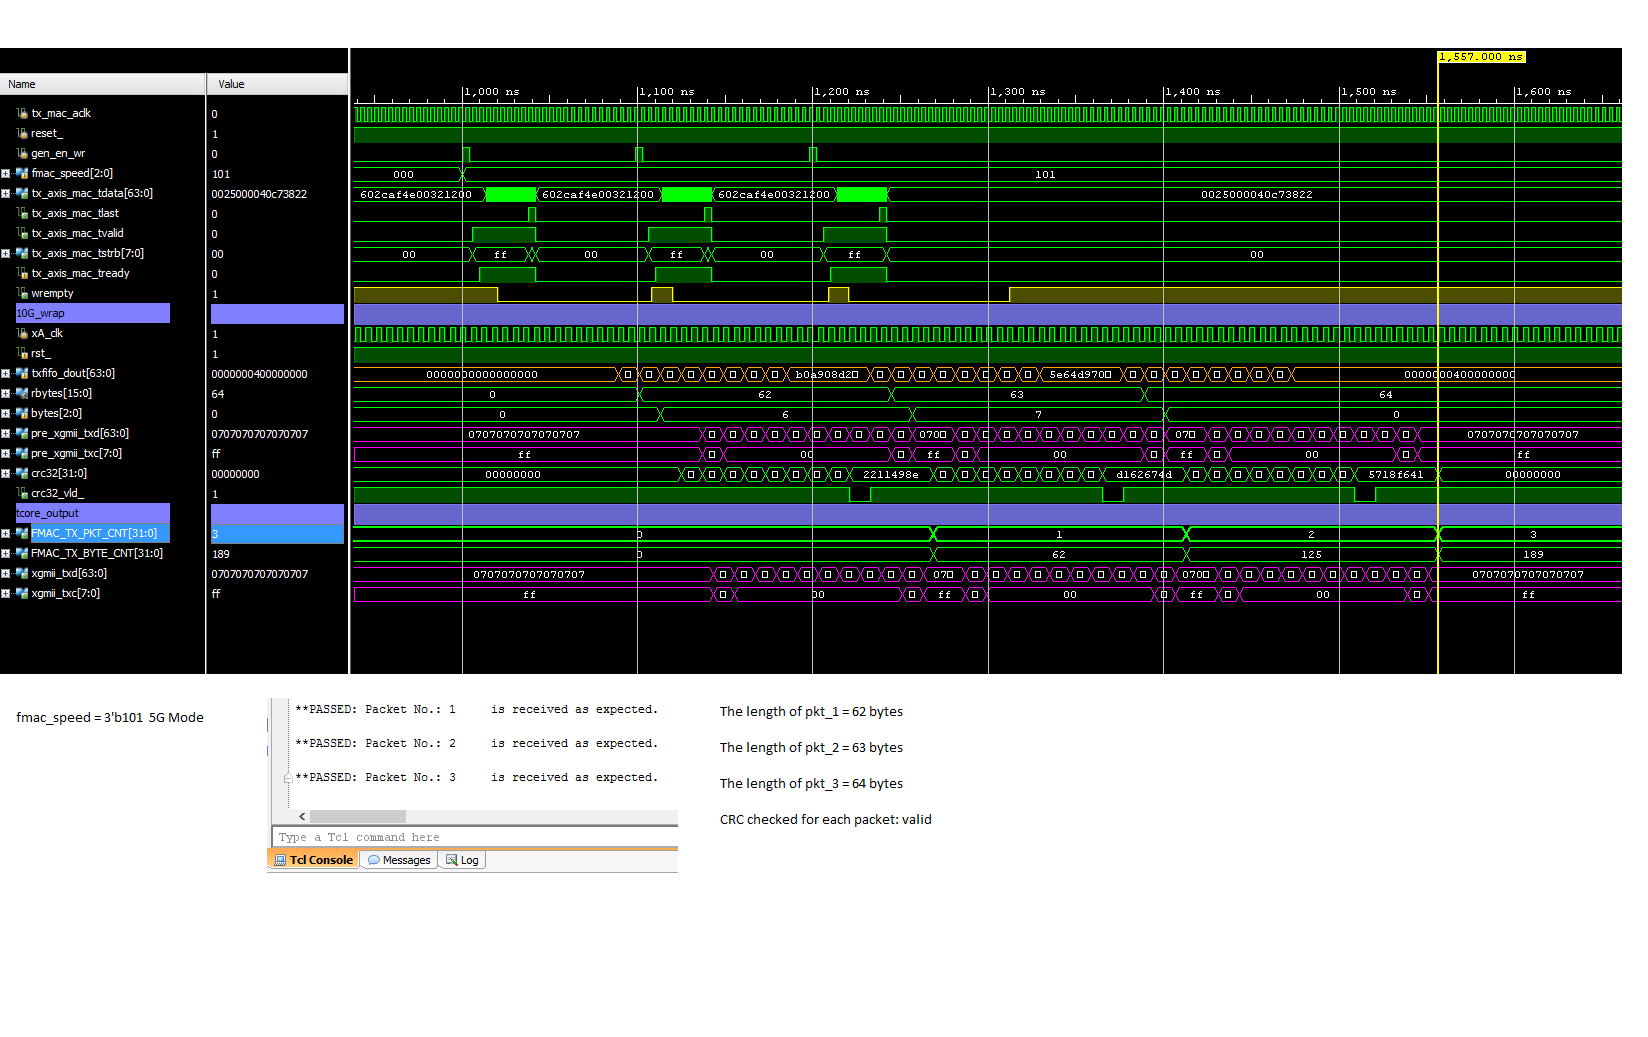 1,557.000 ns
Name Value
1,000 ns 1,100 ns 1,200 ns 1,300 ns 1,400 ns 1,500 ns 1,600 ns
tx_mac_aclk 0
reset_ 1
gen_en_wr 0
fmac_speed[2:0] 101 000 101
tx_axis_mac_tdata[63:0] 0025000040c73822 602caf4e00321200 602caf4e00321200 602caf4e00321200 0025000040c73822
tx_axis_mac_tlast 0
tx_axis_mac_tvalid 0
tx_axis_mac_tstrb[7:0] 00 00 ff 00 ff 00 ff 00
tx_axis_mac_tready 0
wrempty 1
10G_wrap
xA_clk 1
rst_ 1
txfifo_dout[63:0] 0000000400000000 0000000000000000 b0a908d2 5e64d970 0000000400000000
rbytes[15:0] 64 0 62 63 64
bytes[2:0] 0 0 6 7 0
pre_xgmii_txd[63:0] 0707070707070707 0707070707070707 070 070 0707070707070707
pre_xgmii_txc[7:0] ff ff 00 ff 00 ff 00 ff
crc32[31:0] 00000000 00000000 2211498e d162674d 5718f641 00000000
crc32_vld_ 1
tcore_output
FMAC_TX_PKT_CNT[31:0] 3 0 1 2 3
FMAC_TX_BYTE_CNT[31:0] 189 0 62 125 189
xgmii_txd[63:0] 0707070707070707 0707070707070707 070 070 0707070707070707
xgmii_txc[7:0] ff ff 00 ff 00 ff 00 ff
fmac_speed = 3'b101 5G Mode
**PASSED: Packet No.: 1 is received as expected.
**PASSED: Packet No.: 2 is received as expected.
**PASSED: Packet No.: 3 is received as expected.
Type a Tcl command here
Tcl Console Messages Log
The length of pkt_1 = 62 bytes
The length of pkt_2 = 63 bytes
The length of pkt_3 = 64 bytes
CRC checked for each packet: valid